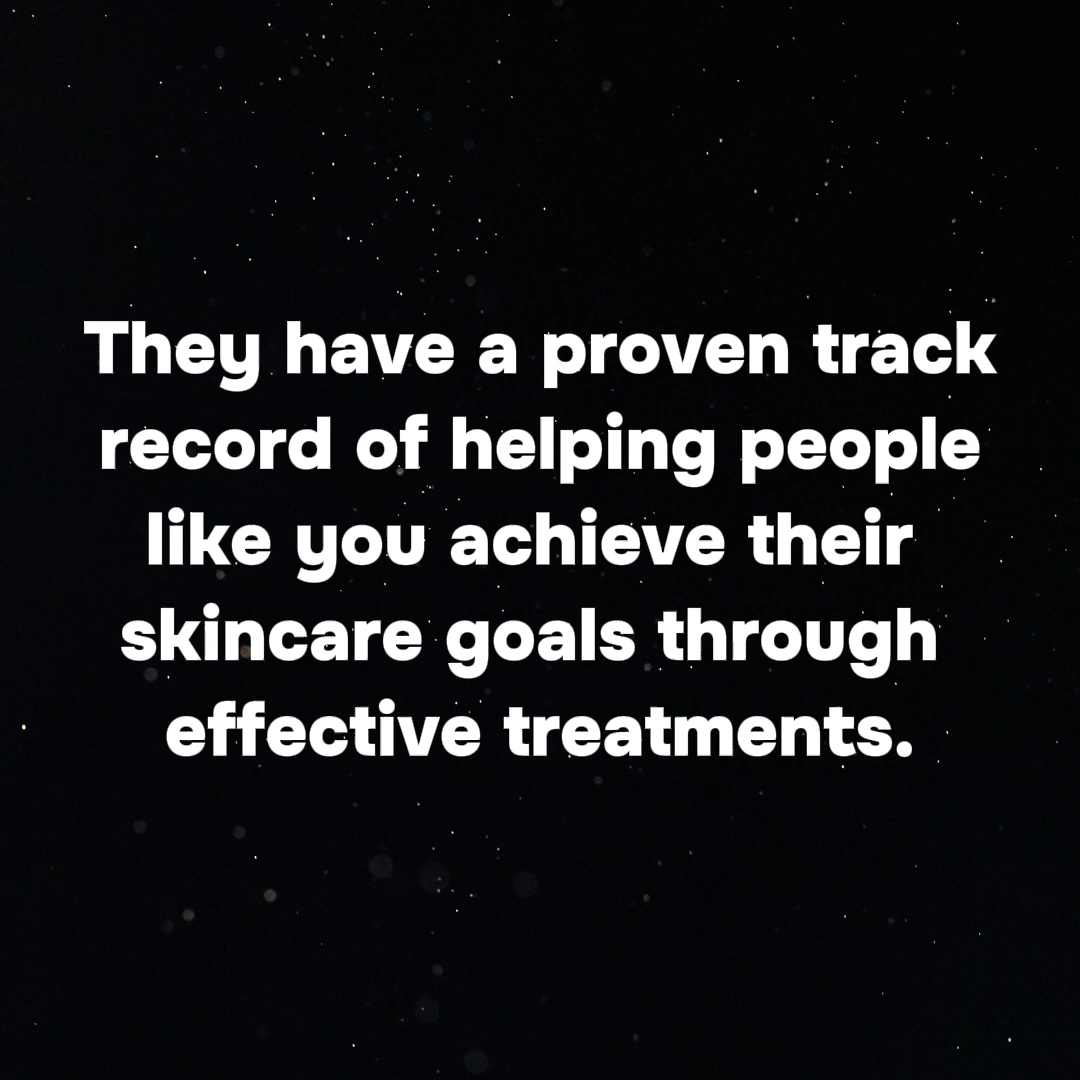 They have a proven track
record of helping people
like you achieve their
skincare goals through
effective treatments.